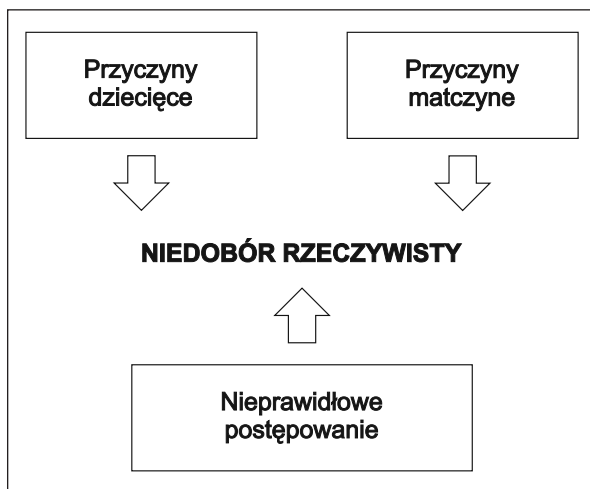 Przyczyny
dziecięce
Przyczyny
matczyne
NIEDOBÓR RZECZYWISTY
Nieprawidłowe
postępowanie